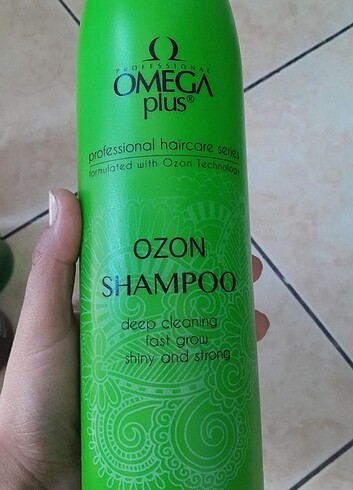 PROFESSIONAL
OMEGA
plus®
professional haircare series
formulated with Ozon Technology
OZON
SHAMPOO
deep cleaning
fast grow
shiny and strong